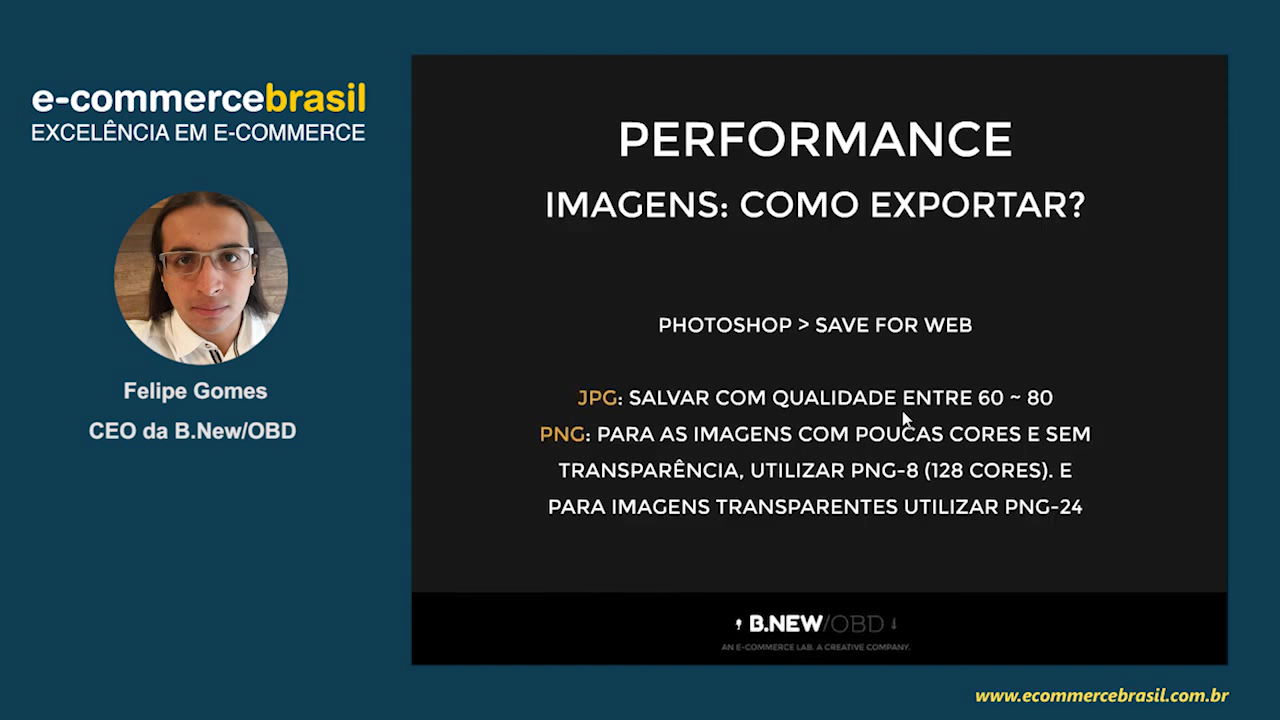 e-commercebrasil
EXCELÊNCIA EM E-COMMERCE
Felipe Gomes
CEO da B.New/OBD
PERFORMANCE
IMAGENS: COMO EXPORTAR?
PHOTOSHOP > SAVE FOR WEB
JPG: SALVAR COM QUALIDADE ENTRE 60 ~ 80
PNG: PARA AS IMAGENS COM POUCAS CORES E SEM
TRANSPARÊNCIA, UTILIZAR PNG-8 (128 CORES). E
PARA IMAGENS TRANSPARENTES UTILIZAR PNG-24
B.NEW/OBD
AN E-COMMERCE LAB. A CREATIVE COMPANY.
www.ecommercebrasil.com.br